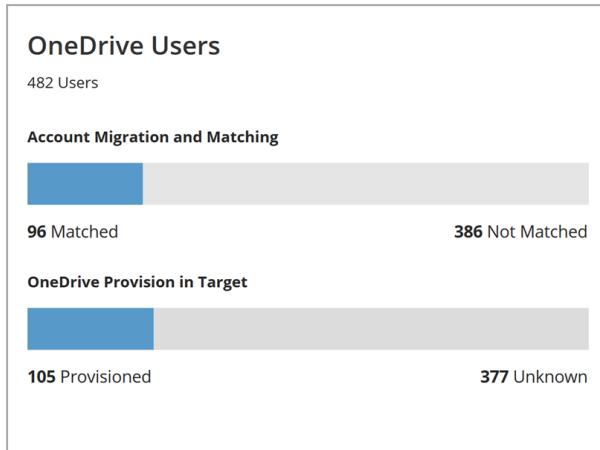 OneDrive Users
482 Users
Account Migration and Matching
96 Matched 386 Not Matched
OneDrive Provision in Target
105 Provisioned 377 Unknown